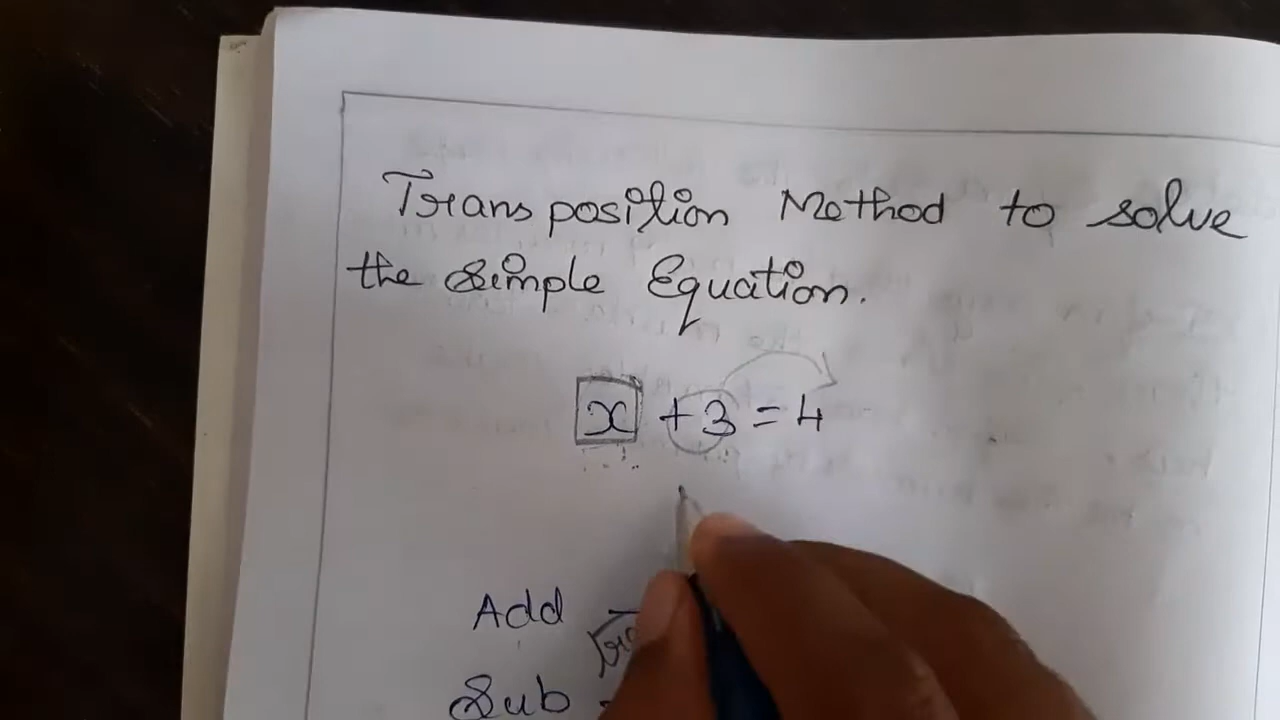 Transposition Method to solve
the simple Equation.
x +3 = 4
Add
Sub